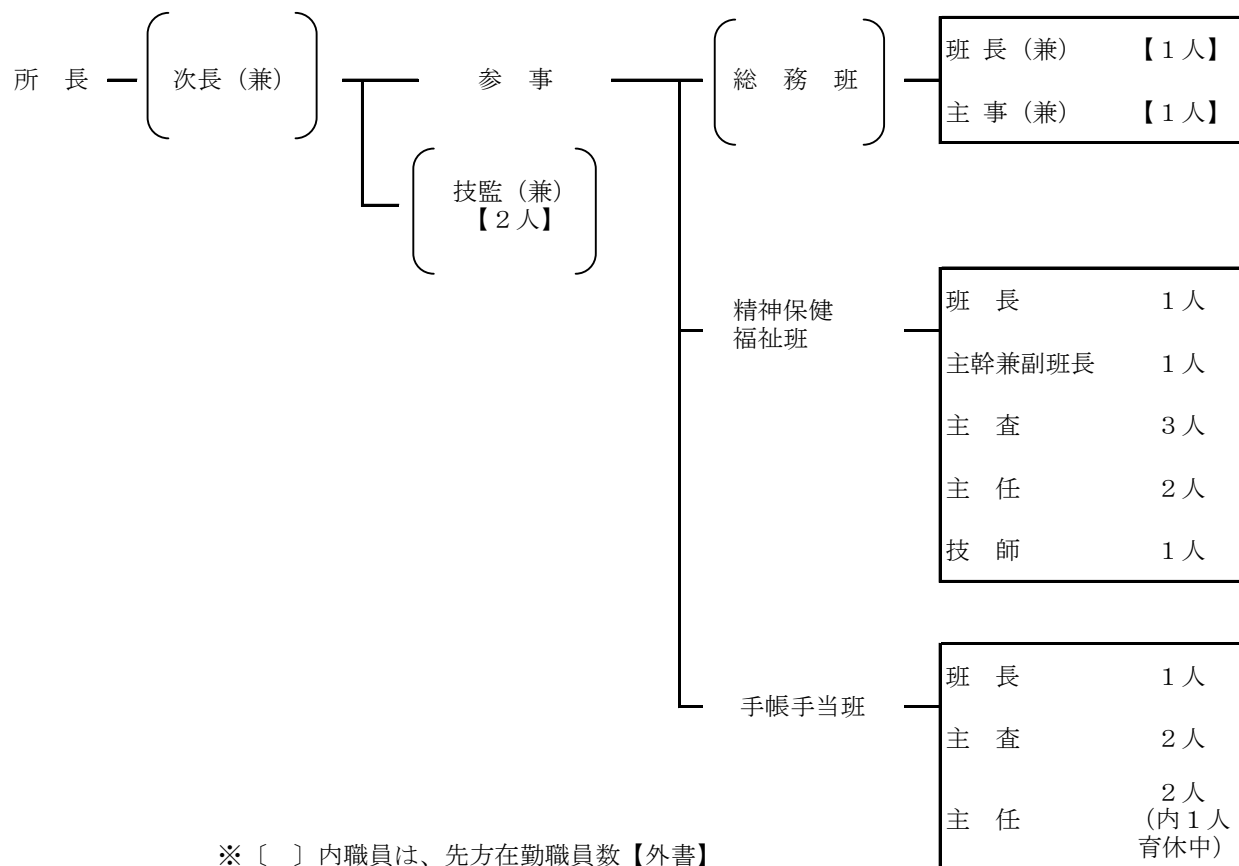 所　長
次長（兼）
参　事
技監（兼）
【２人】
総　務　班
班 長（兼）　【１人】
主 事（兼）　【１人】
精神保健
福祉班
班　長　１人
主幹兼副班長　１人
主　査　３人
主　任　２人
技　師　１人
手帳手当班
班　長　１人
主　査　２人
主　任　２人
（内１人
育休中）
※〔　〕内職員は、先方在勤職員数【外書】